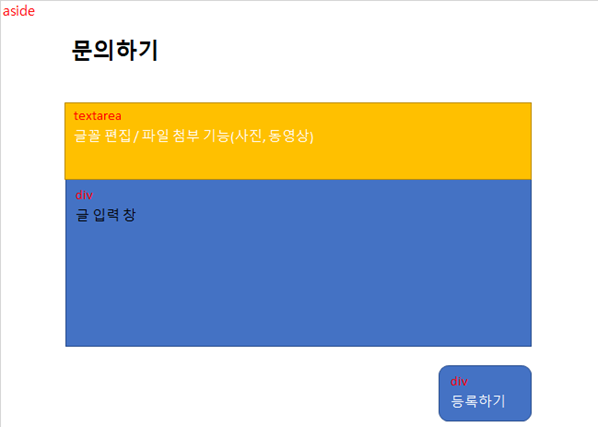 aside
문의하기
textarea
글꼴 편집 / 파일 첨부 기능(사진, 동영상)
div
글 입력 창
div
등록하기